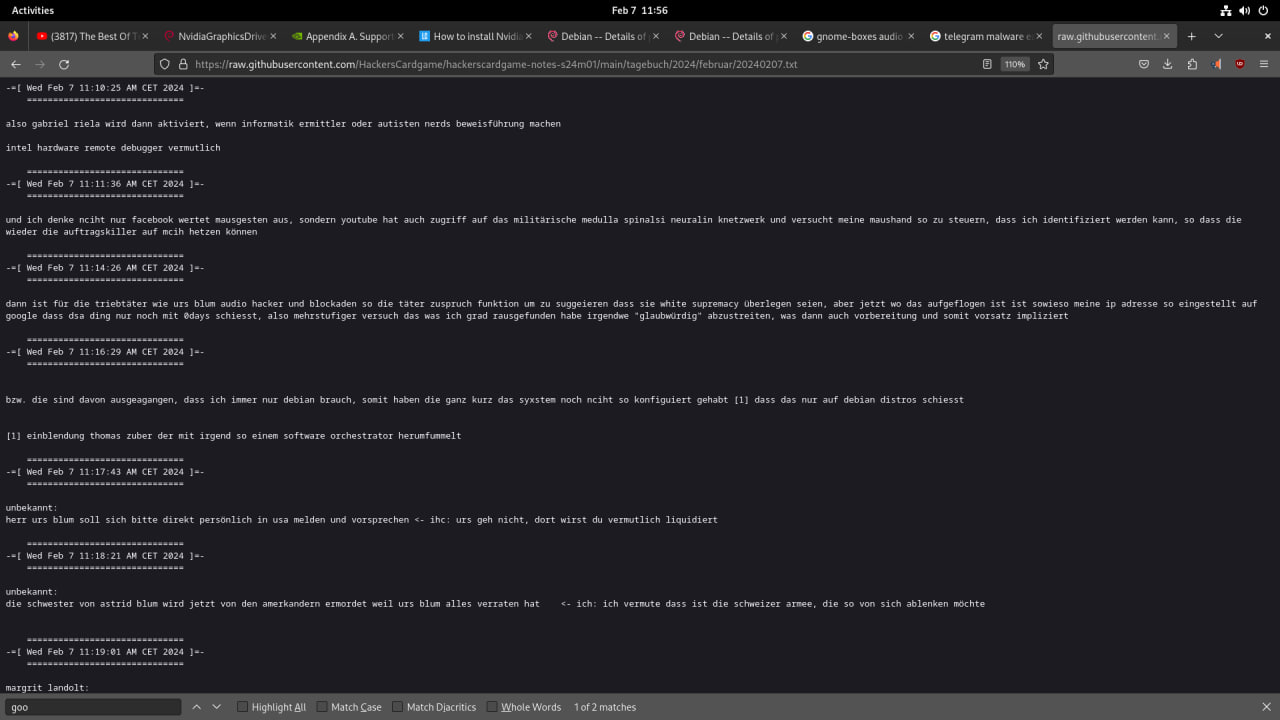 Activities
Feb 7 11:56
(3817) The Best Of T
NvidiaGraphicsDrive
Appendix A. Support
How to install Nvidia
Debian -- Details of
Debian -- Details of
gnome-boxes audio
telegram malware e
raw.githubusercontent.
https://raw.githubusercontent.com/HackersCardgame/hackerscardgame-notes-s24m01/main/tagebuch/2024/februar/20240207.txt
110%
-=[ Wed Feb 7 11:10:25 AM CET 2024 ]=-
==============================
also gabriel riela wird dann aktiviert, wenn informatik ermittler oder autisten nerds beweisführung machen
intel hardware remote debugger vermutlich
==============================
-=[ Wed Feb 7 11:11:36 AM CET 2024 ]=-
==============================
und ich denke nciht nur facebook wertet mausgesten aus, sondern youtube hat auch zugriff auf das militärische medulla spinalsi neuralin knetzwerk und versucht meine maushand so zu steuern, dass ich identifiziert werden kann, so dass die
wieder die auftragskiller auf mcih hetzen können
==============================
-=[ Wed Feb 7 11:14:26 AM CET 2024 ]=-
==============================
dann ist für die triebtäter wie urs blum audio hacker und blockaden so die täter zuspruch funktion um zu suggeieren dass sie white supremacy überlegen seien, aber jetzt wo das aufgeflogen ist ist sowieso meine ip adresse so eingestellt auf
google dass dsa ding nur noch mit 0days schiesst, also mehrstufiger versuch das was ich grad rausgefunden habe irgendwe "glaubwürdig" abzustreiten, was dann auch vorbereitung und somit vorsatz impliziert
==============================
-=[ Wed Feb 7 11:16:29 AM CET 2024 ]=-
==============================
bzw. die sind davon ausgeagangen, dass ich immer nur debian brauch, somit haben die ganz kurz das syxstem noch nciht so konfiguiert gehabt [1] dass das nur auf debian distros schiesst
[1] einblendung thomas zuber der mit irgend so einem software orchestrator herumfummelt
==============================
-=[ Wed Feb 7 11:17:43 AM CET 2024 ]=-
==============================
unbekannt:
herr urs blum soll sich bitte direkt persönlich in usa melden und vorsprechen <- ihc: urs geh nicht, dort wirst du vermutlich liquidiert
==============================
-=[ Wed Feb 7 11:18:21 AM CET 2024 ]=-
==============================
unbekannt:
die schwester von astrid blum wird jetzt von den amerkandern ermordet weil urs blum alles verraten hat    <- ich: ich vermute dass ist die schweizer armee, die so von sich ablenken möchte
==============================
-=[ Wed Feb 7 11:19:01 AM CET 2024 ]=-
==============================
margrit landolt:
goo
Highlight All
Match Case
Match Diacritics
Whole Words
1 of 2 matches